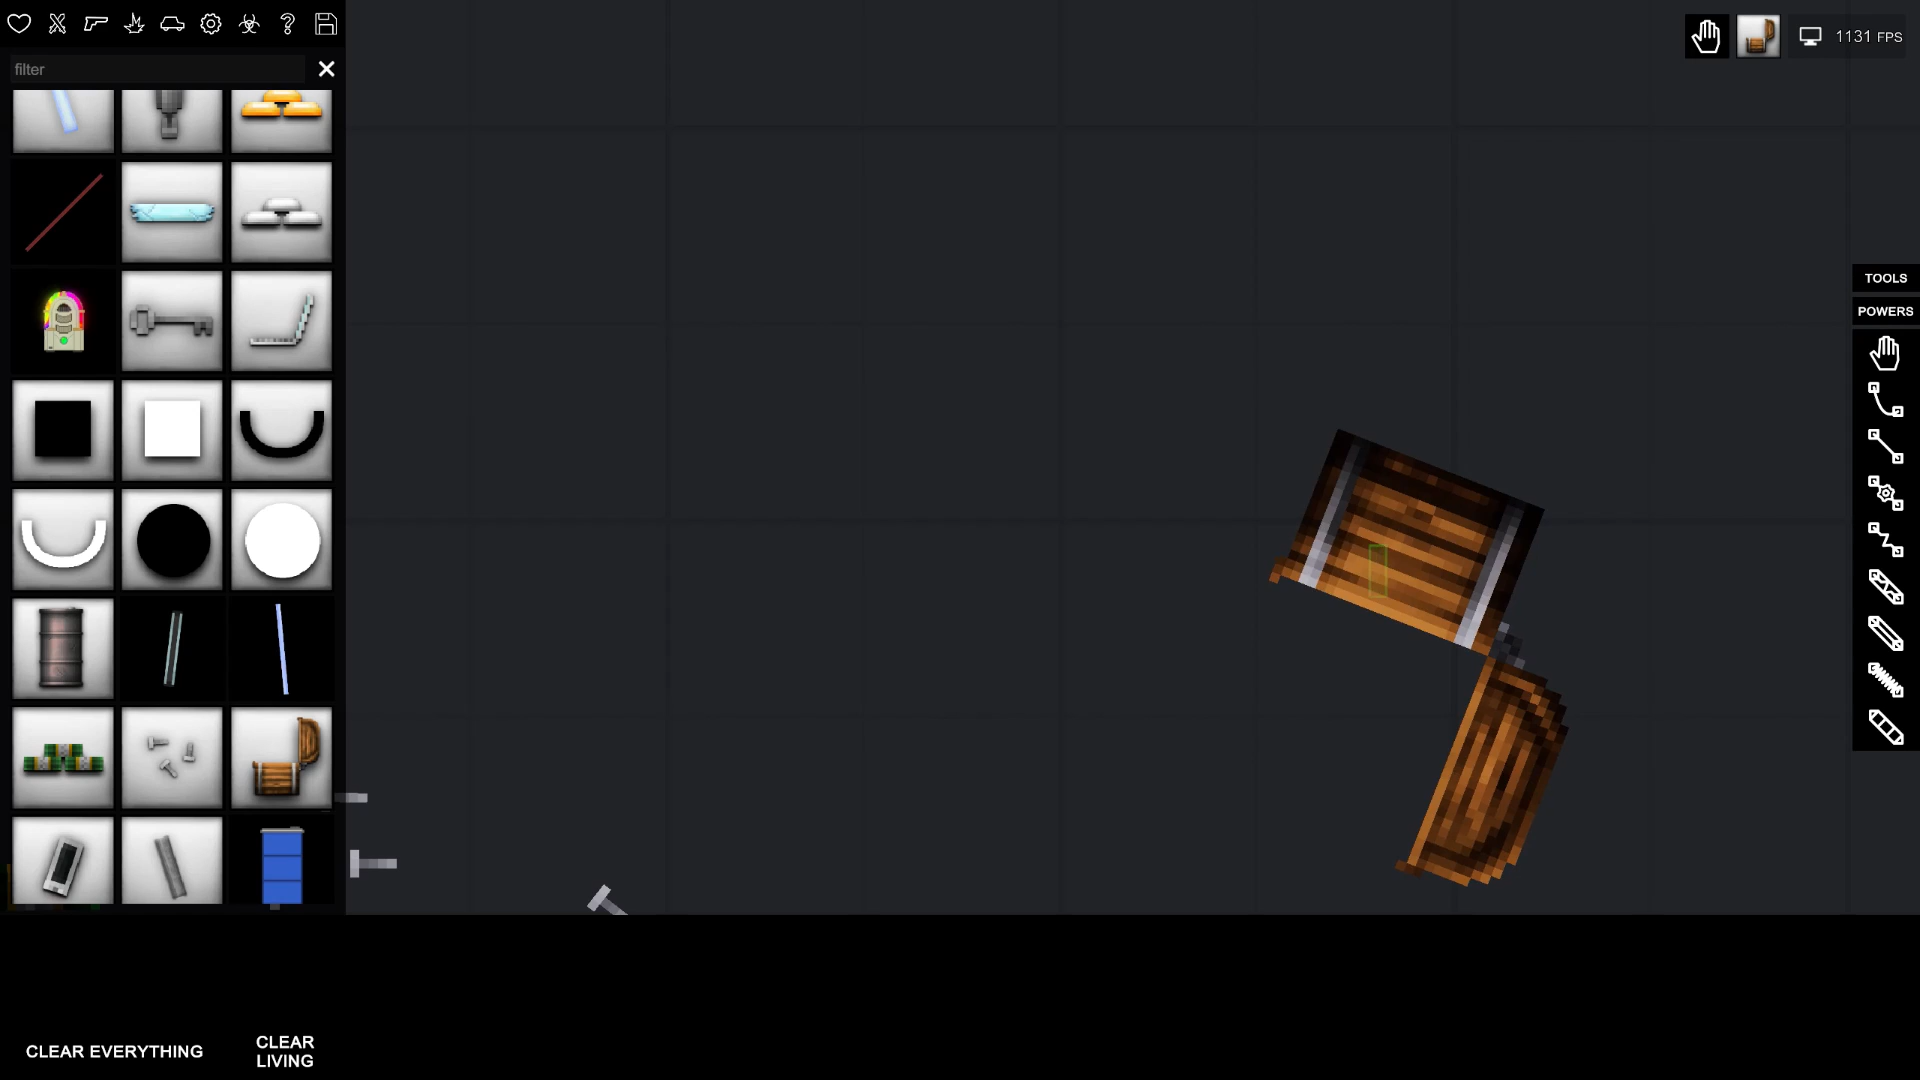 1131 FPS
filter
TOOLS
POWERS
CLEAR EVERYTHING
CLEAR
LIVING